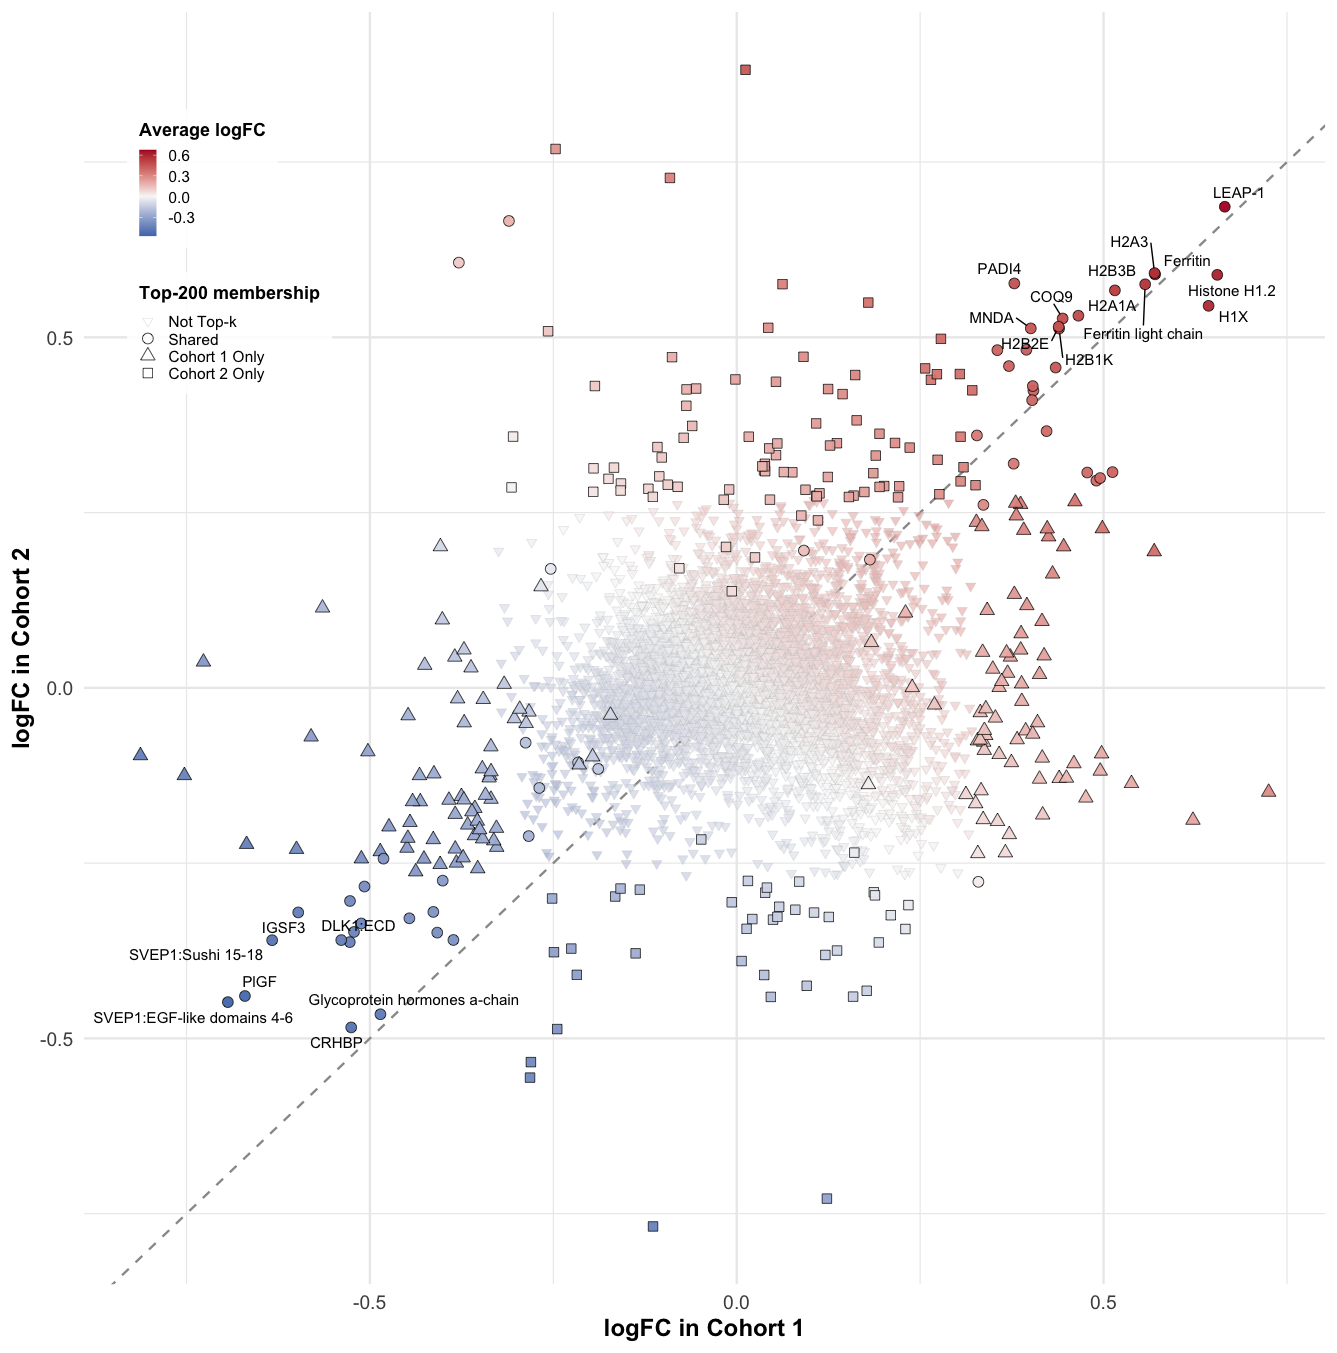 Average logFC
0.6
0.3
0.0
-0.3
Top-200 membership
Not Top-k
Shared
Cohort 1 Only
Cohort 2 Only
LEAP-1
H2A3
Ferritin
PADI4
H2B3B
Histone H1.2
COQ9
H2A1A
H1X
MNDA
Ferritin light chain
H2B2E
H2B1K
IGSF3
DLK1:ECD
SVEP1:Sushi 15-18
PIGF
SVEP1:EGF-like domains 4-6
Glycoprotein hormones a-chain
CRHBP
0.5
0.0
-0.5
logFC in Cohort 2
-0.5
0.0
0.5
logFC in Cohort 1